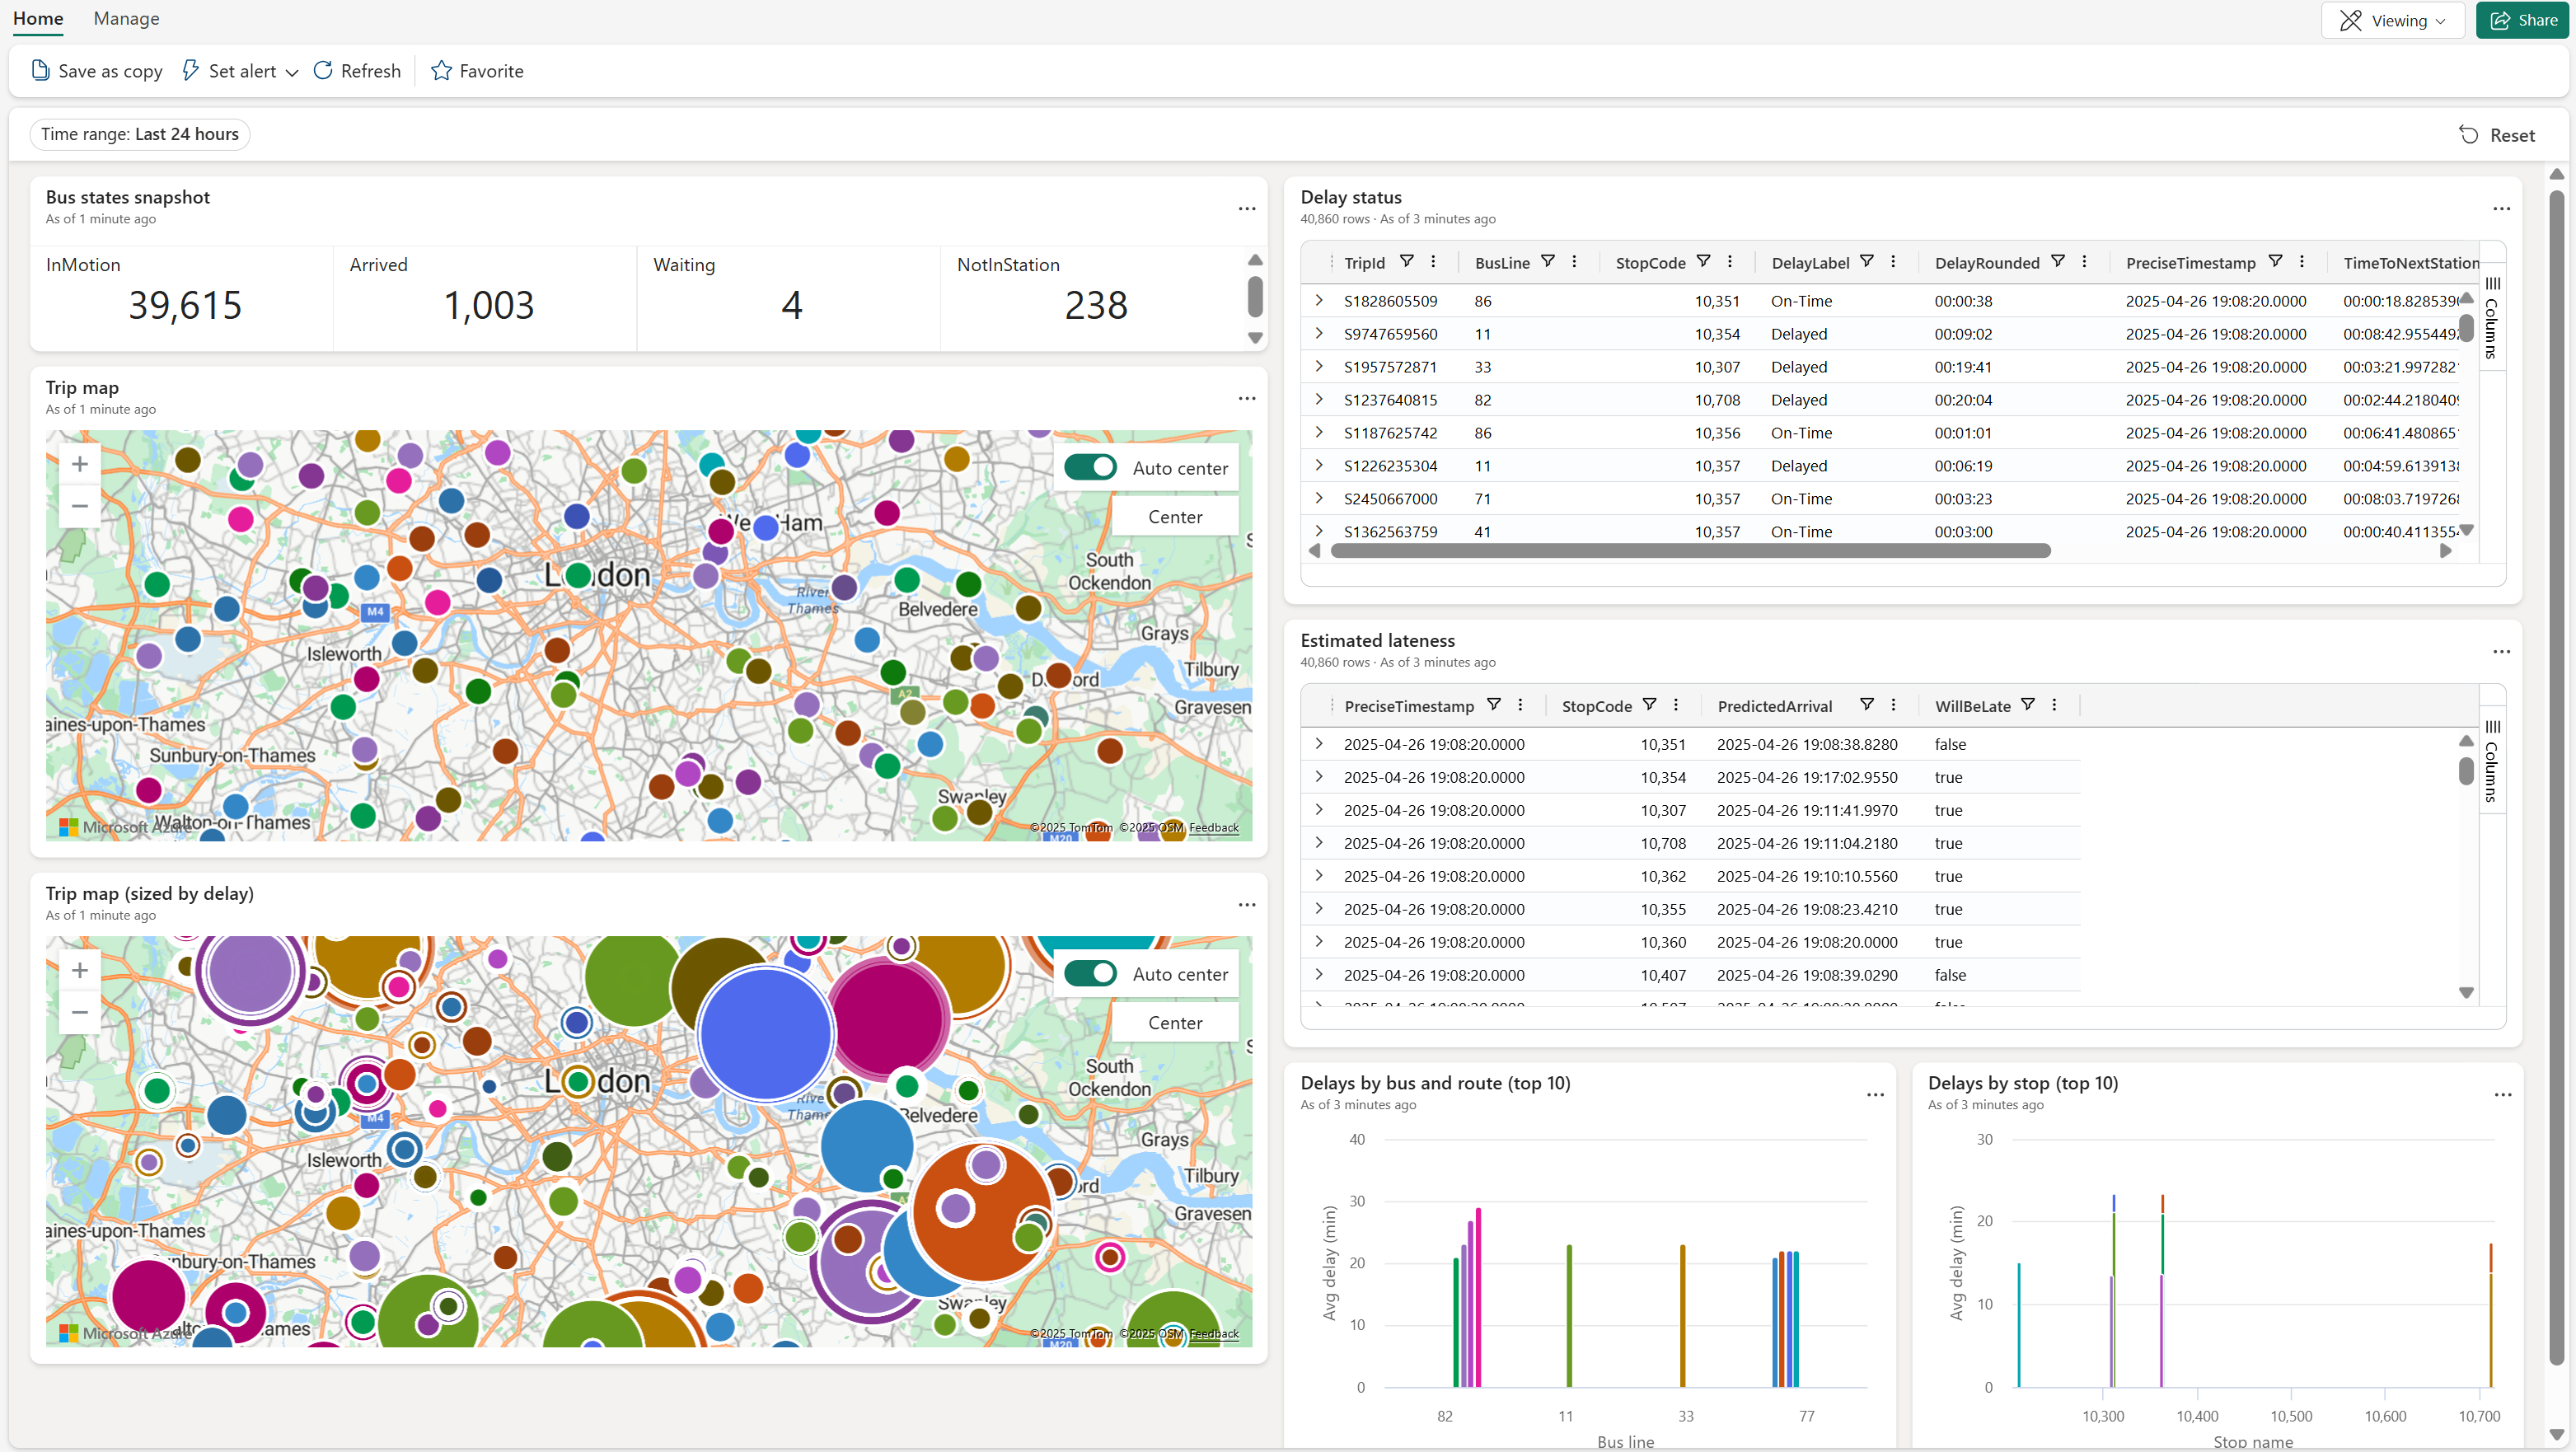 Home Manage Viewing Share
Save as copy Set alert Refresh Favorite
Time range: Last 24 hours Reset
Bus states snapshot
As of 1 minute ago
InMotion Arrived Waiting NotInStation
39,615 1,003 4 238
Trip map
As of 1 minute ago
Auto center
Center
London
South
Ockendon
River
Thames
Belvedere
M4
Grays
Isleworth
Tilbury
A2
Gravesen
aines-upon-Thames
Sunbury-on-Thames
Swanley
Walton-on-Thames
Microsoft Azure
©2025 TomTom ©2025 OSM Feedback
M20
Trip map (sized by delay)
As of 1 minute ago
Auto center
Center
South
Ockendon
Thames
Belvedere
M4
Grays
Isleworth
Tilbury
Gravesen
aines-upon-Thames
nbury-on-Thames
Swanley
Microsoft Azure
©2025 TomTom ©2025 OSM Feedback
M20
Delay status
40,860 rows · As of 3 minutes ago
TripId BusLine StopCode DelayLabel DelayRounded PreciseTimestamp TimeToNextStation
S1828605509 86 10,351 On-Time 00:00:38 2025-04-26 19:08:20.0000 00:00:18.828539
S9747659560 11 10,354 Delayed 00:09:02 2025-04-26 19:08:20.0000 00:08:42.955449
S1957572871 33 10,307 Delayed 00:19:41 2025-04-26 19:08:20.0000 00:03:21.997282
S1237640815 82 10,708 Delayed 00:20:04 2025-04-26 19:08:20.0000 00:02:44.218040
S1187625742 86 10,356 On-Time 00:01:01 2025-04-26 19:08:20.0000 00:06:41.480865
S1226235304 11 10,357 Delayed 00:06:19 2025-04-26 19:08:20.0000 00:04:59.613913
S2450667000 71 10,357 On-Time 00:03:23 2025-04-26 19:08:20.0000 00:08:03.719726
S1362563759 41 10,357 On-Time 00:03:00 2025-04-26 19:08:20.0000 00:00:40.411355
Columns
Estimated lateness
40,860 rows · As of 3 minutes ago
PreciseTimestamp StopCode PredictedArrival WillBeLate
2025-04-26 19:08:20.0000 10,351 2025-04-26 19:08:38.8280 false
2025-04-26 19:08:20.0000 10,354 2025-04-26 19:17:02.9550 true
2025-04-26 19:08:20.0000 10,307 2025-04-26 19:11:41.9970 true
2025-04-26 19:08:20.0000 10,708 2025-04-26 19:11:04.2180 true
2025-04-26 19:08:20.0000 10,362 2025-04-26 19:10:10.5560 true
2025-04-26 19:08:20.0000 10,355 2025-04-26 19:08:23.4210 true
2025-04-26 19:08:20.0000 10,360 2025-04-26 19:08:20.0000 true
2025-04-26 19:08:20.0000 10,407 2025-04-26 19:08:39.0290 false
Columns
Delays by bus and route (top 10)
As of 3 minutes ago
Avg delay (min)
40
30
20
10
0
82 11 33 77
Bus line
Delays by stop (top 10)
As of 3 minutes ago
Avg delay (min)
30
20
10
0
10,300 10,400 10,500 10,600 10,700
Stop name